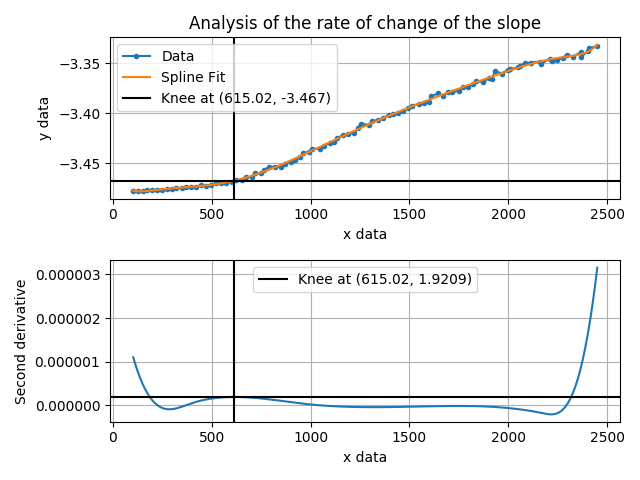 Analysis of the rate of change of the slope
Data
Spline Fit
Knee at (615.02, -3.467)
−3.35
−3.40
−3.45
y data
0 500 1000 1500 2000 2500
x data
Knee at (615.02, 1.9209)
0.000003
0.000002
0.000001
0.000000
Second derivative
0 500 1000 1500 2000 2500
x data